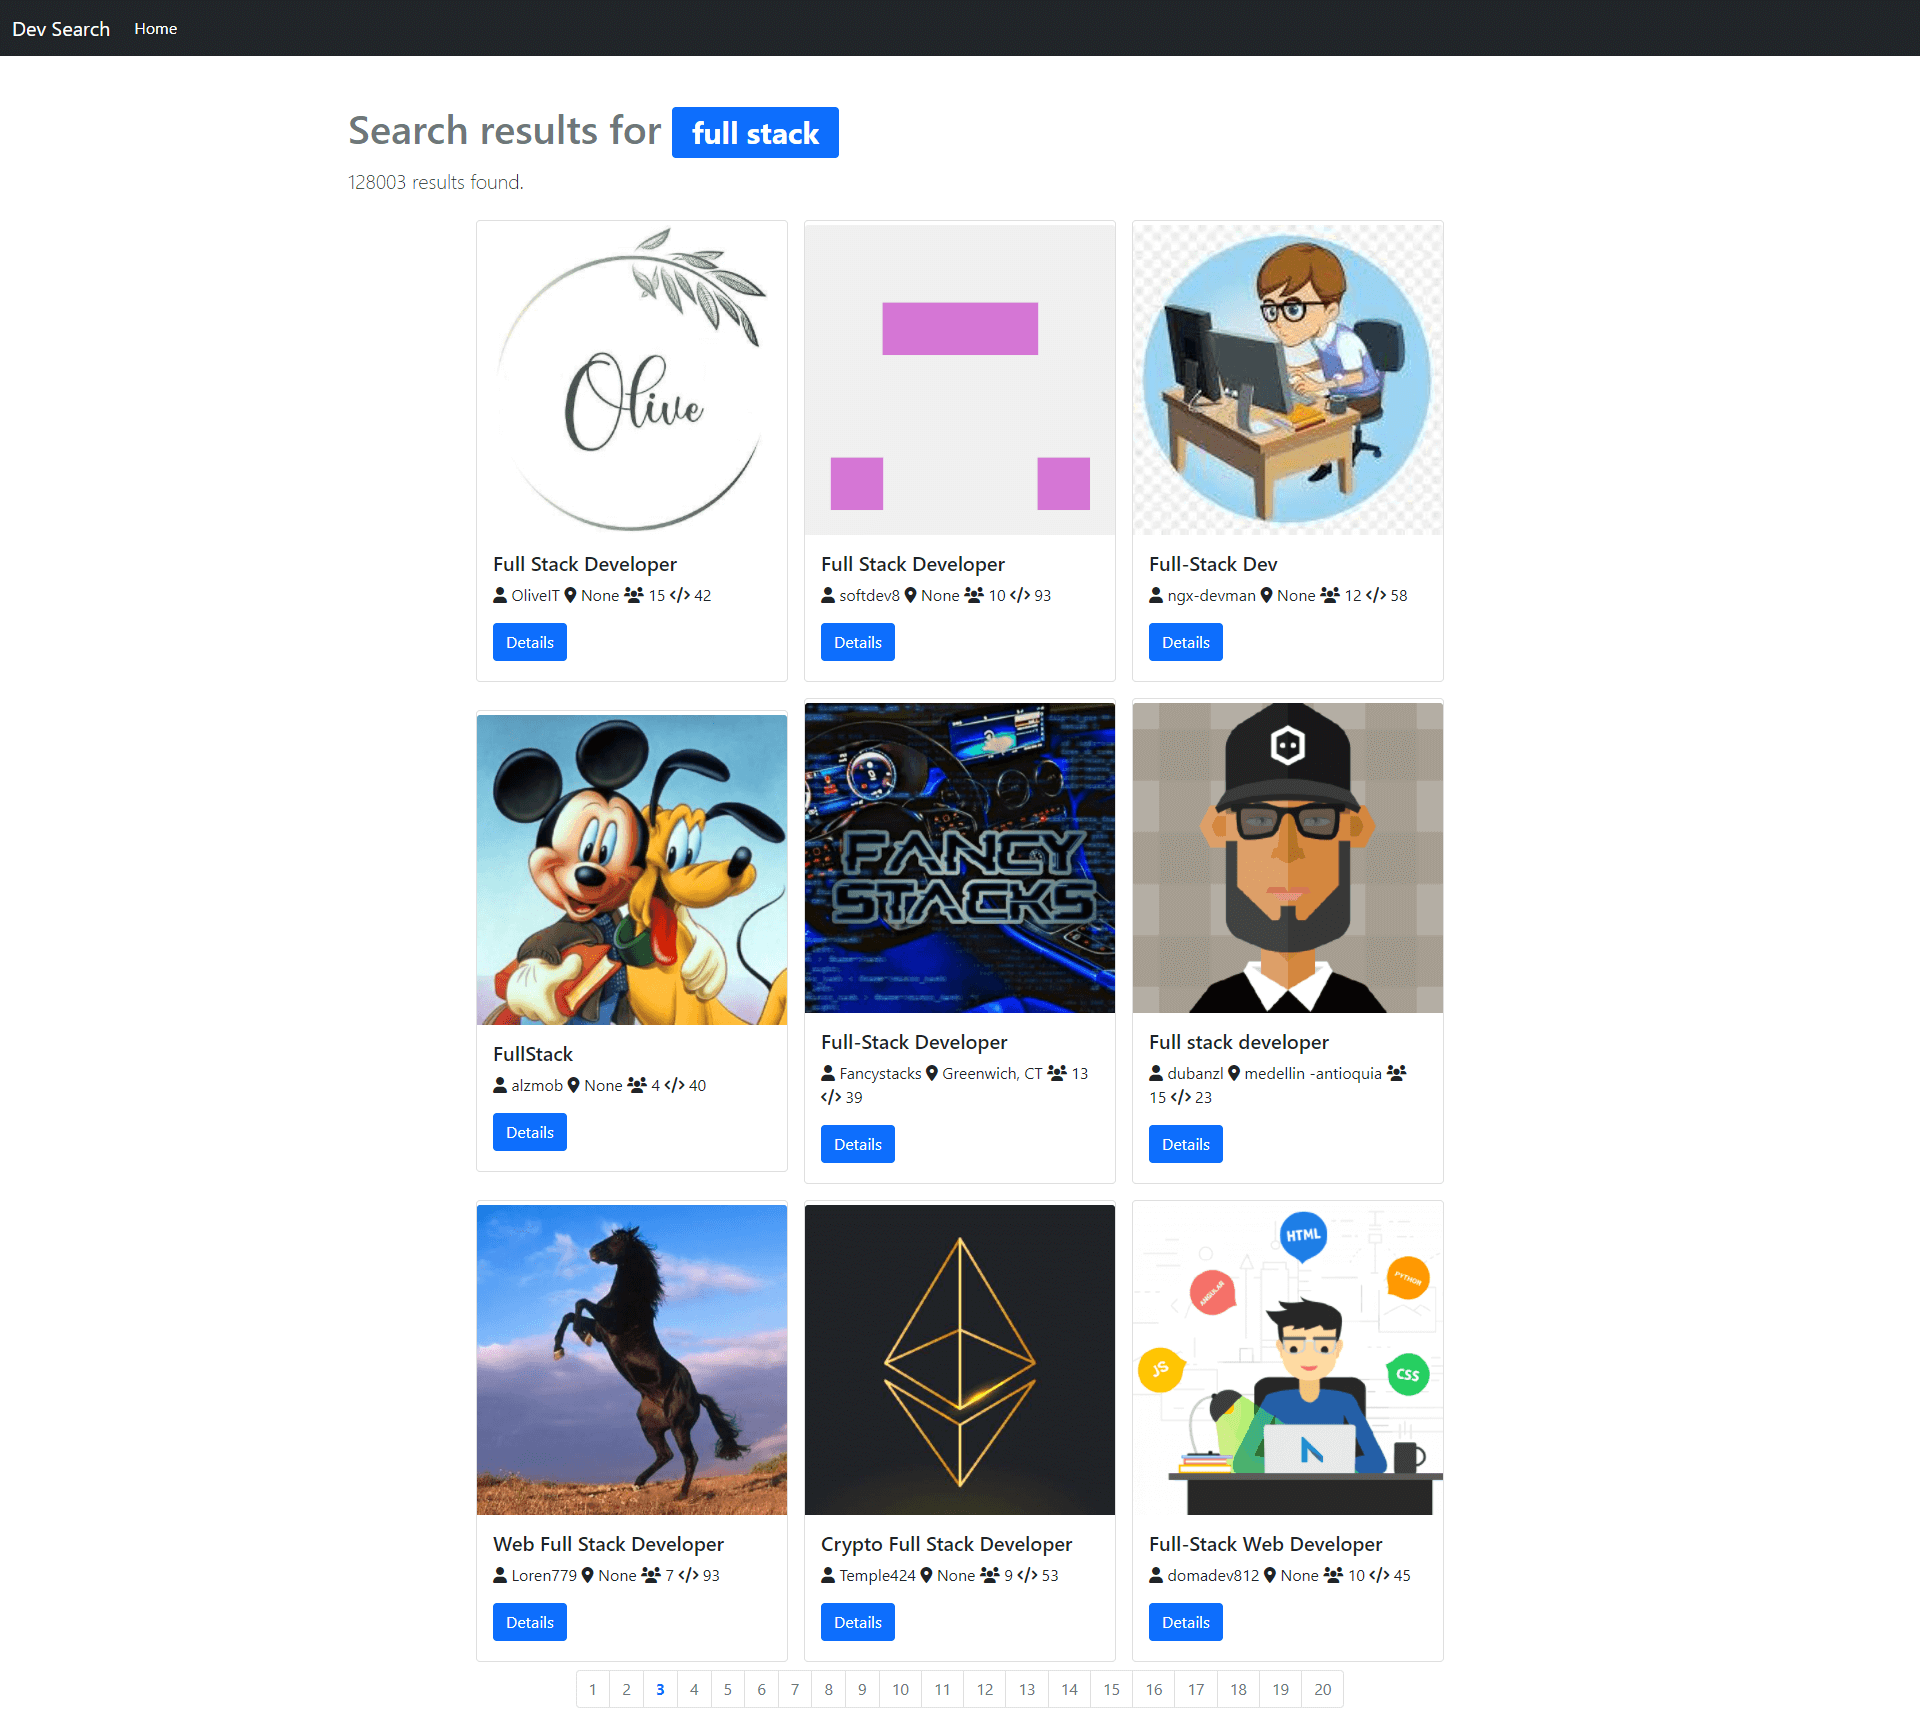 Dev Search Home
Search results for full stack
128003 results found.
Olive
Full Stack Developer
OliveIT None 15 42
Details
Full Stack Developer
softdev8 None 10 93
Details
Full-Stack Dev
ngx-devman None 12 58
Details
FullStack
alzmob None 4 40
Details
FANCY
STACKS
Full-Stack Developer
Fancystacks Greenwich, CT 13
39
Details
Full stack developer
dubanzl medellin -antioquia
15 23
Details
Web Full Stack Developer
Loren779 None 7 93
Details
Crypto Full Stack Developer
Temple424 None 9 53
Details
HTML
PYTHON
ANGULAR
JS
CSS
Full-Stack Web Developer
domadev812 None 10 45
Details
1 2 3 4 5 6 7 8 9 10 11 12 13 14 15 16 17 18 19 20